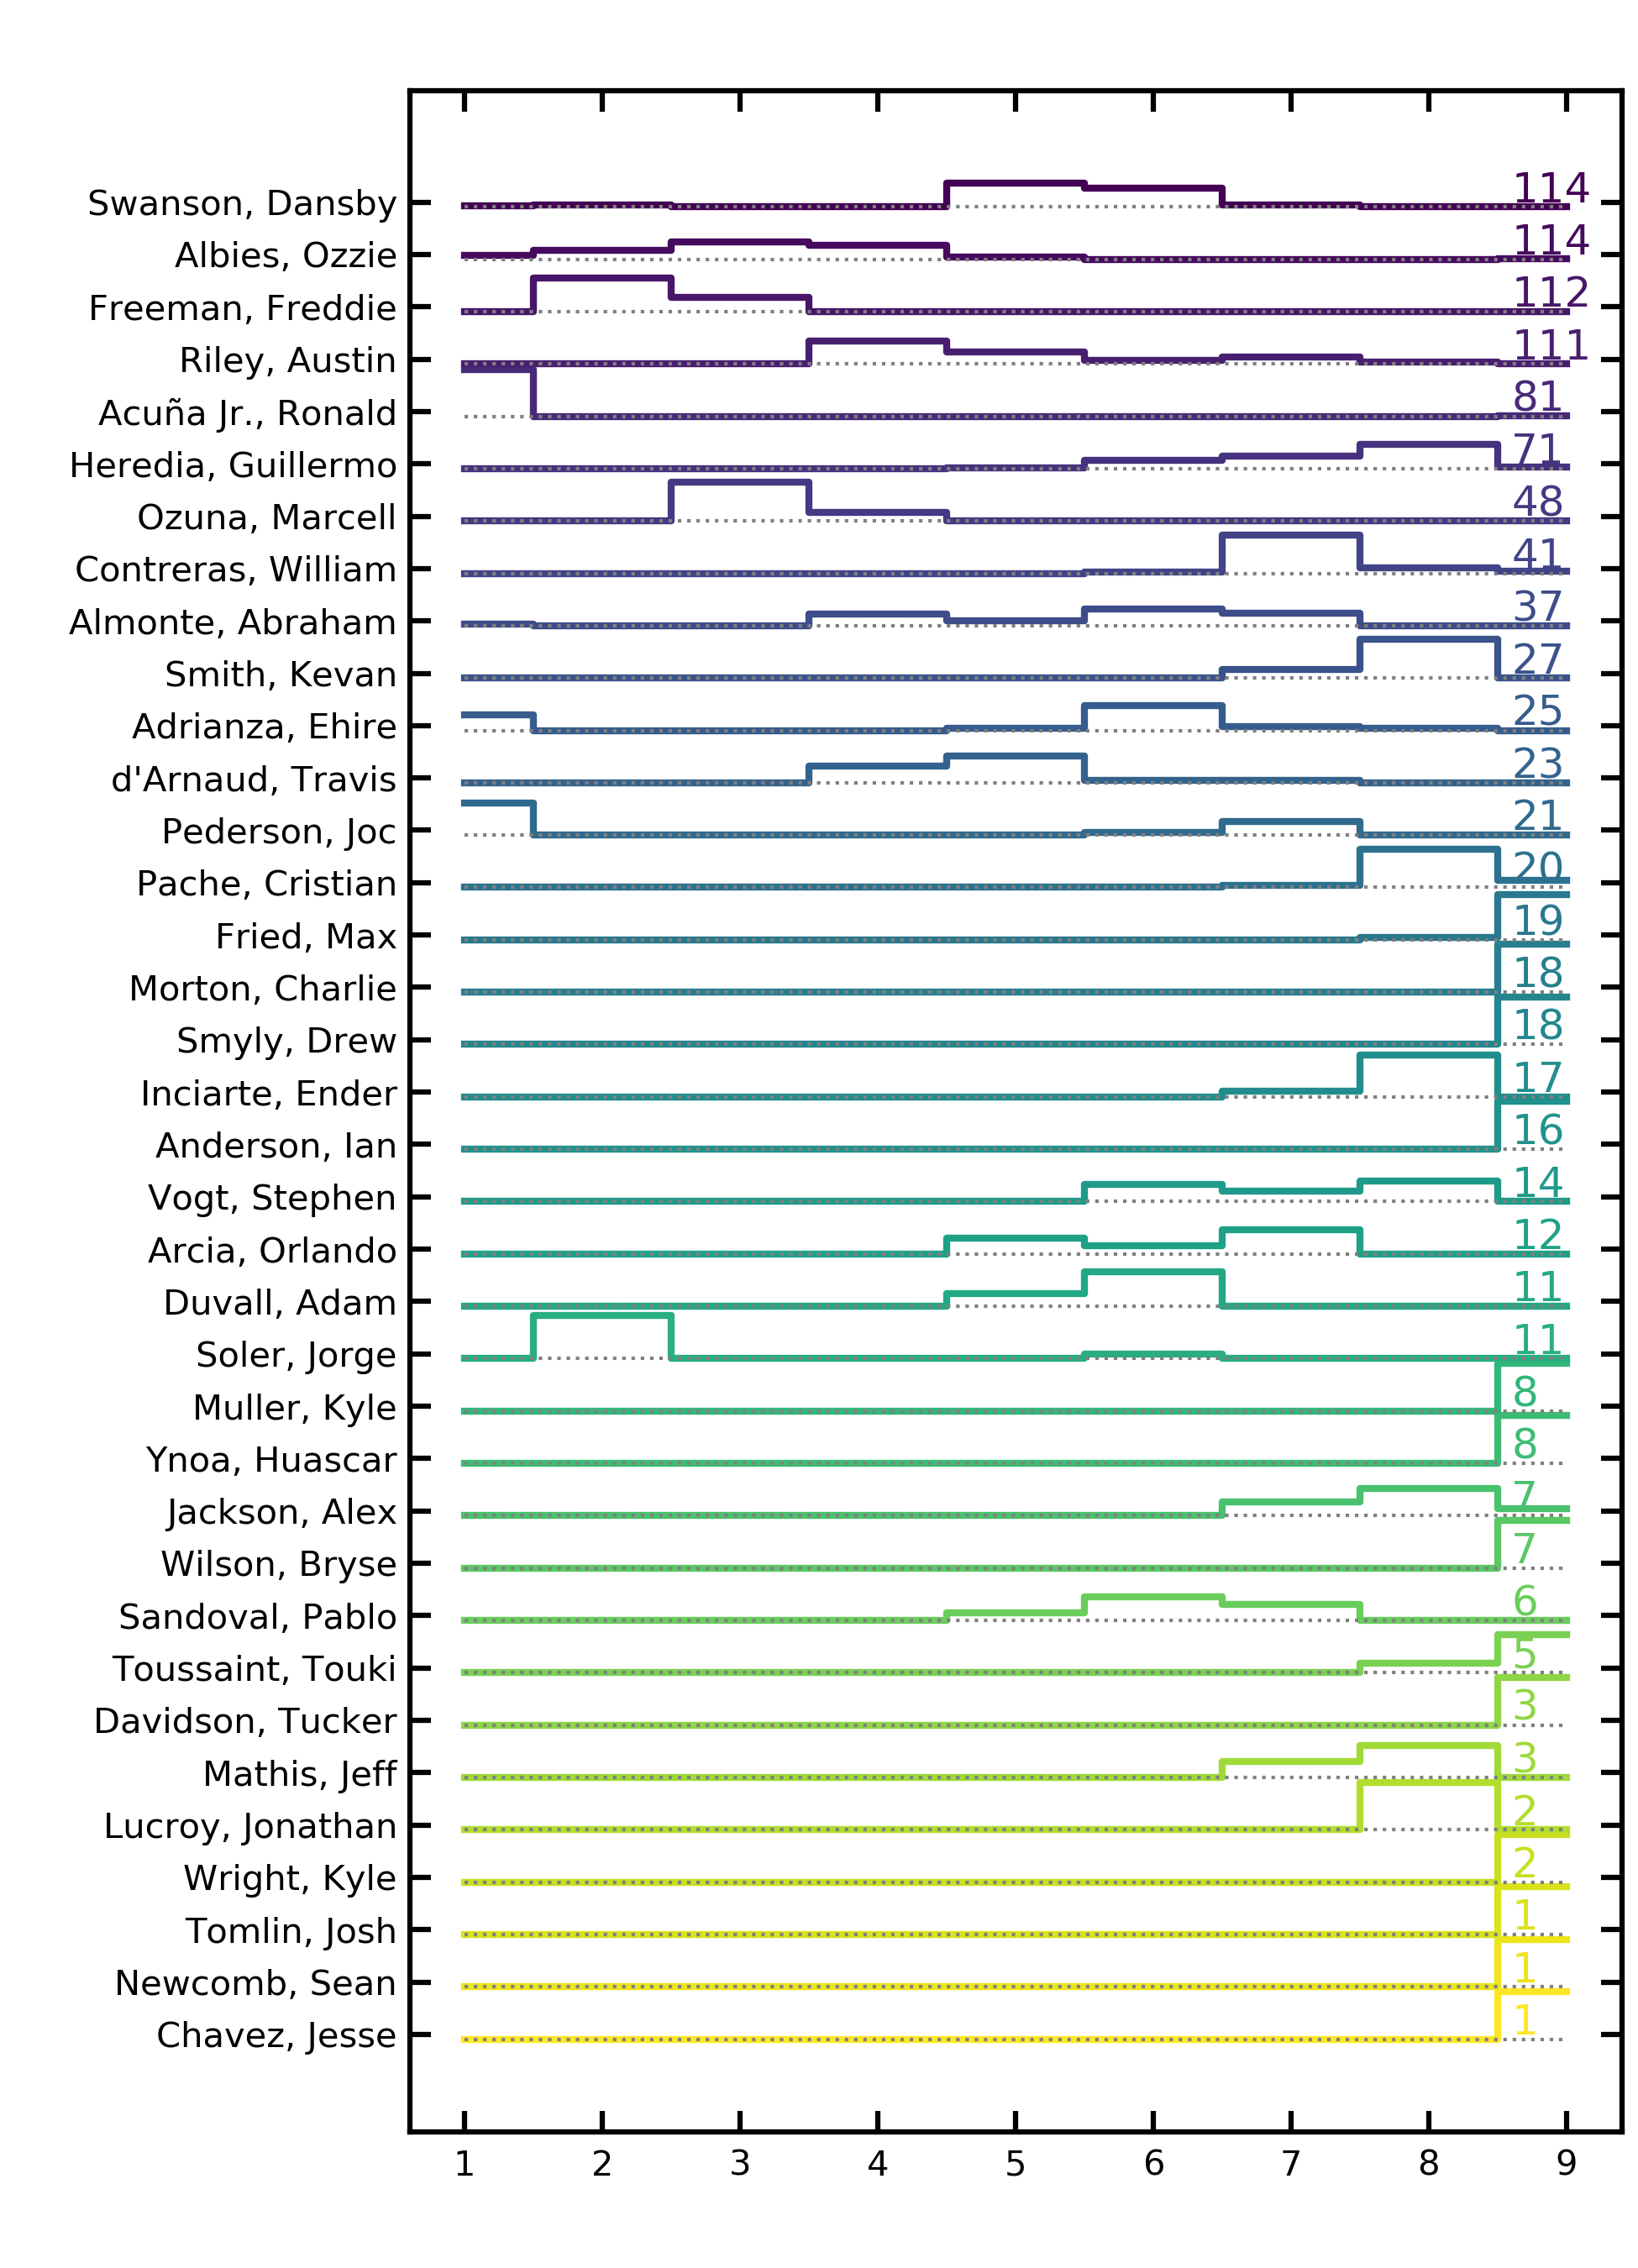 Swanson, Dansby 114
Albies, Ozzie 114
Freeman, Freddie 112
Riley, Austin 111
Acuña Jr., Ronald 81
Heredia, Guillermo 71
Ozuna, Marcell 48
Contreras, William 41
Almonte, Abraham 37
Smith, Kevan 27
Adrianza, Ehire 25
d'Arnaud, Travis 23
Pederson, Joc 21
Pache, Cristian 20
Fried, Max 19
Morton, Charlie 18
Smyly, Drew 18
Inciarte, Ender 17
Anderson, Ian 16
Vogt, Stephen 14
Arcia, Orlando 12
Duvall, Adam 11
Soler, Jorge 11
Muller, Kyle 8
Ynoa, Huascar 8
Jackson, Alex 7
Wilson, Bryse 7
Sandoval, Pablo 6
Toussaint, Touki 5
Davidson, Tucker 3
Mathis, Jeff 3
Lucroy, Jonathan 2
Wright, Kyle 2
Tomlin, Josh 1
Newcomb, Sean 1
Chavez, Jesse 1
1 2 3 4 5 6 7 8 9